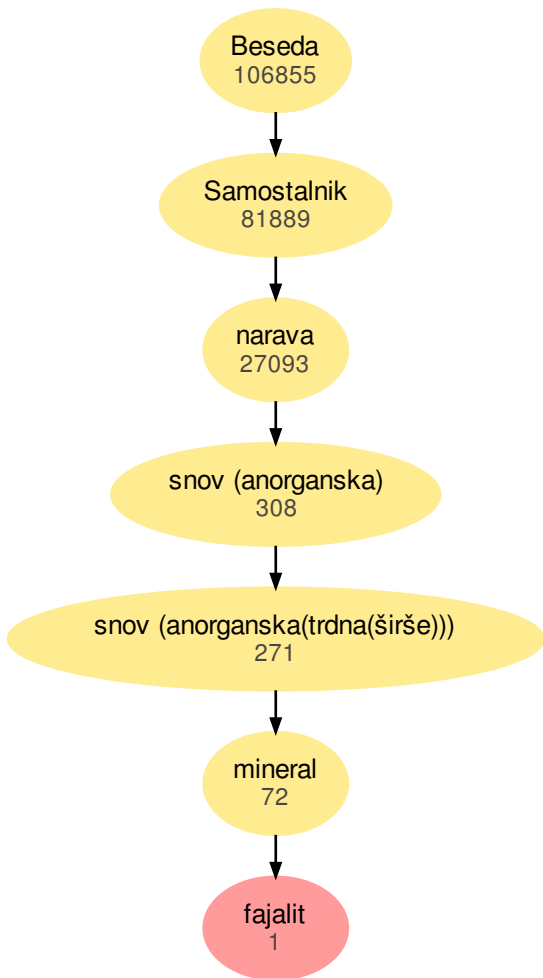 Beseda
106855
Samostalnik
81889
narava
27093
snov (anorganska)
308
snov (anorganska(trdna(širše)))
271
mineral
72
fajalit
1